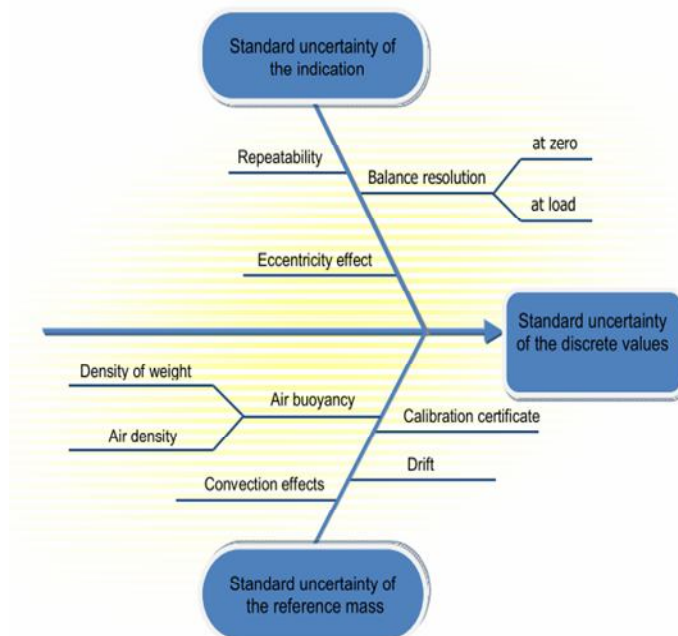 Standard uncertainty of
the indication
Repeatability
at zero
Balance resolution
at load
Eccentricity effect
Standard uncertainty
of the discrete values
Density of weight
Air buoyancy
Calibration certificate
Air density
Drift
Convection effects
Standard uncertainty of
the reference mass